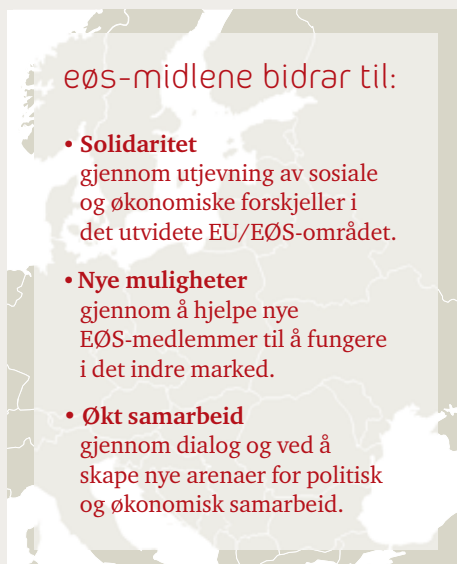 eøs-midlene bidrar til:
• Solidaritet
gjennom utjevning av sosiale
og økonomiske forskjeller i
det utvidete EU/EØS-området.
• Nye muligheter
gjennom å hjelpe nye
EØS-medlemmer til å fungere
i det indre marked.
• Økt samarbeid
gjennom dialog og ved å
skape nye arenaer for politisk
og økonomisk samarbeid.